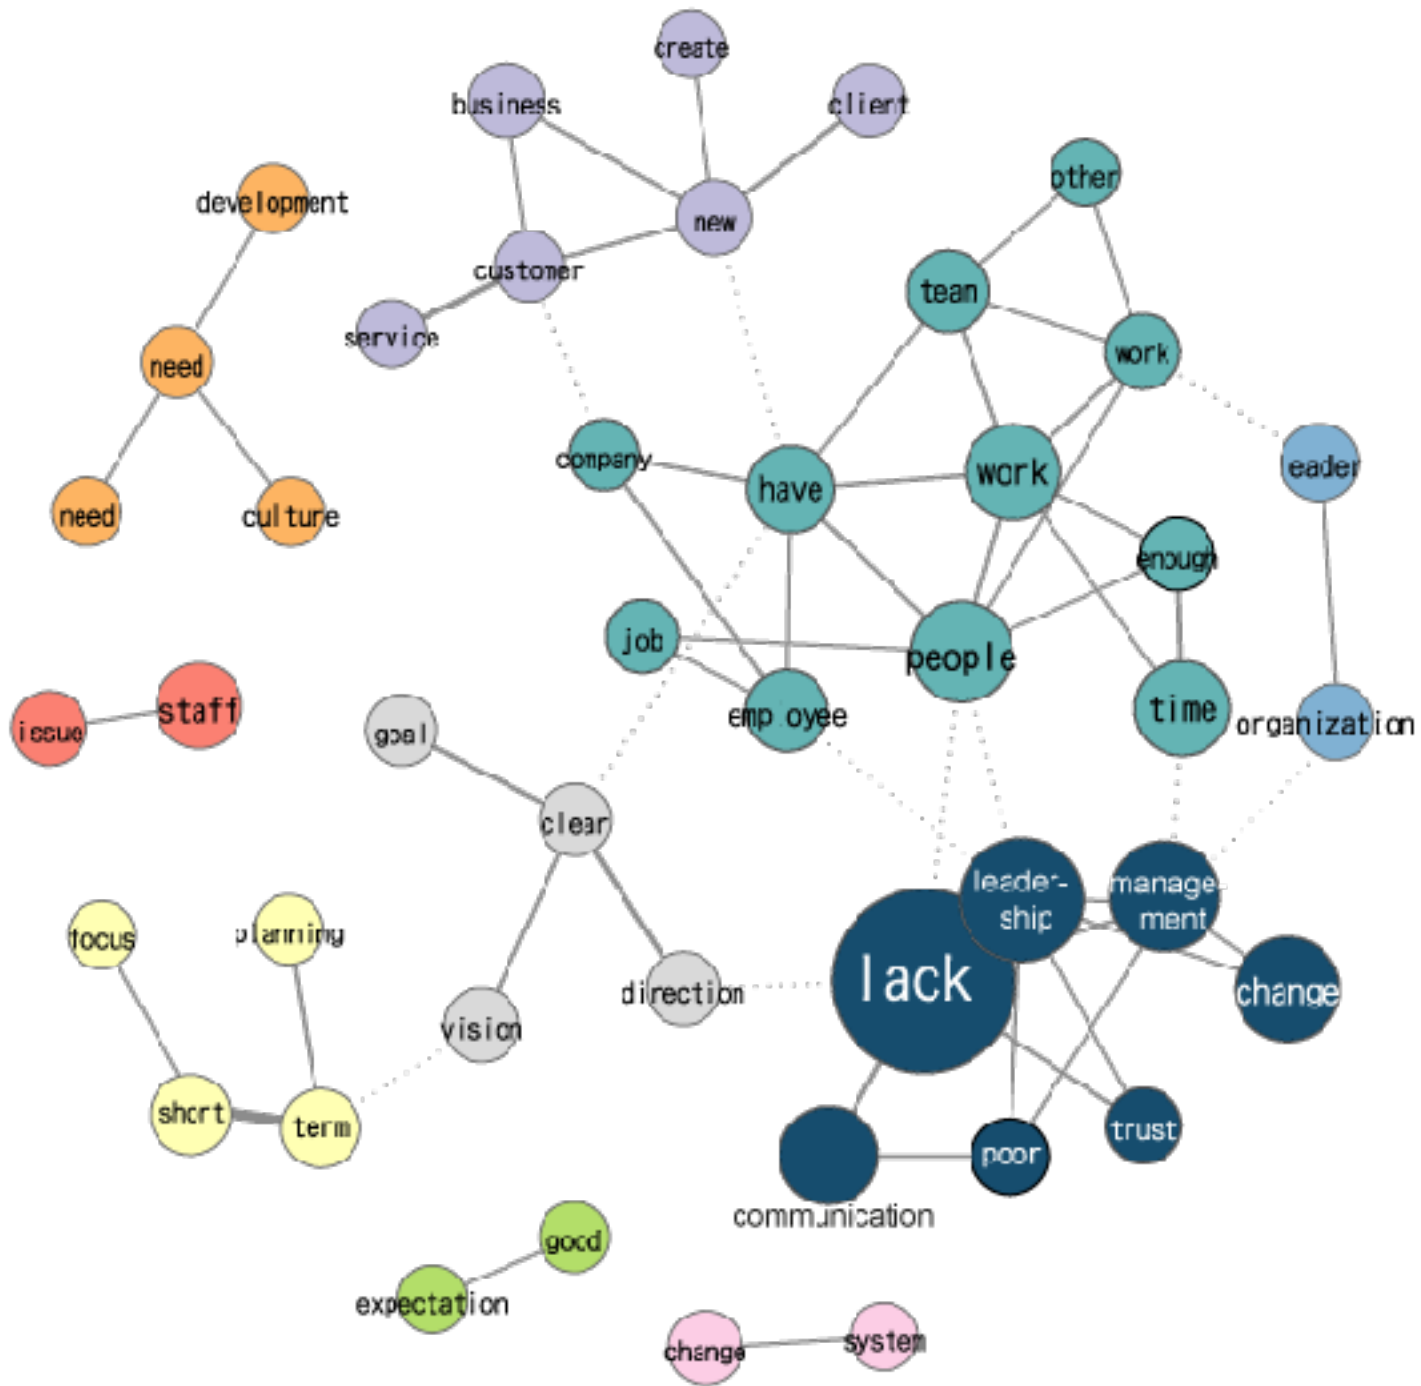 create
business
client
other
development
new
customer
tean
service
work
need
company
eader
have
work
need
culture
enough
job
people
staff
issue
goal
employee
time
organization
clear
leader-
ship
manage-
ment
focus
planning
lack
direction
change
vision
short
term
poor
trust
communication
good
expectation
change
system